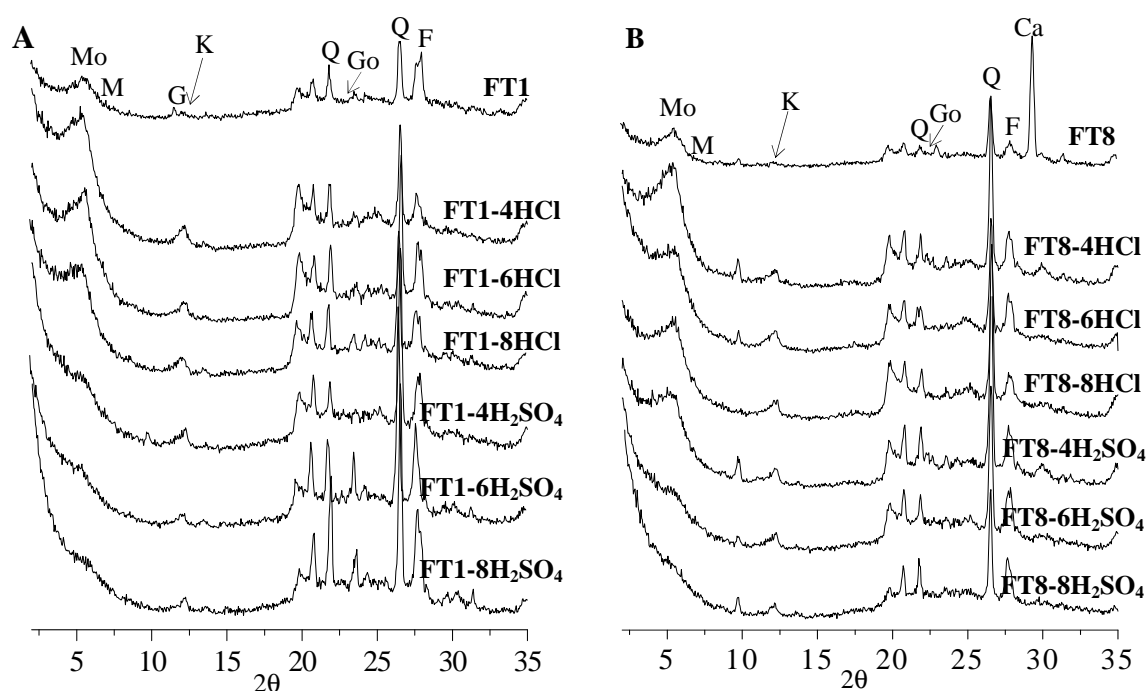 A
Mo
M
K
G
Q
Go
Q
F
FT1
FT1-4HCl
FT1-6HCl
FT1-8HCl
FT1-4H₂SO₄
FT1-6H₂SO₄
FT1-8H₂SO₄
5 10 15 20 25 30 35
2θ
B
Mo
M
K
Q
Go
Q
F
Ca
FT8
FT8-4HCl
FT8-6HCl
FT8-8HCl
FT8-4H₂SO₄
FT8-6H₂SO₄
FT8-8H₂SO₄
5 10 15 20 25 30 35
2θ